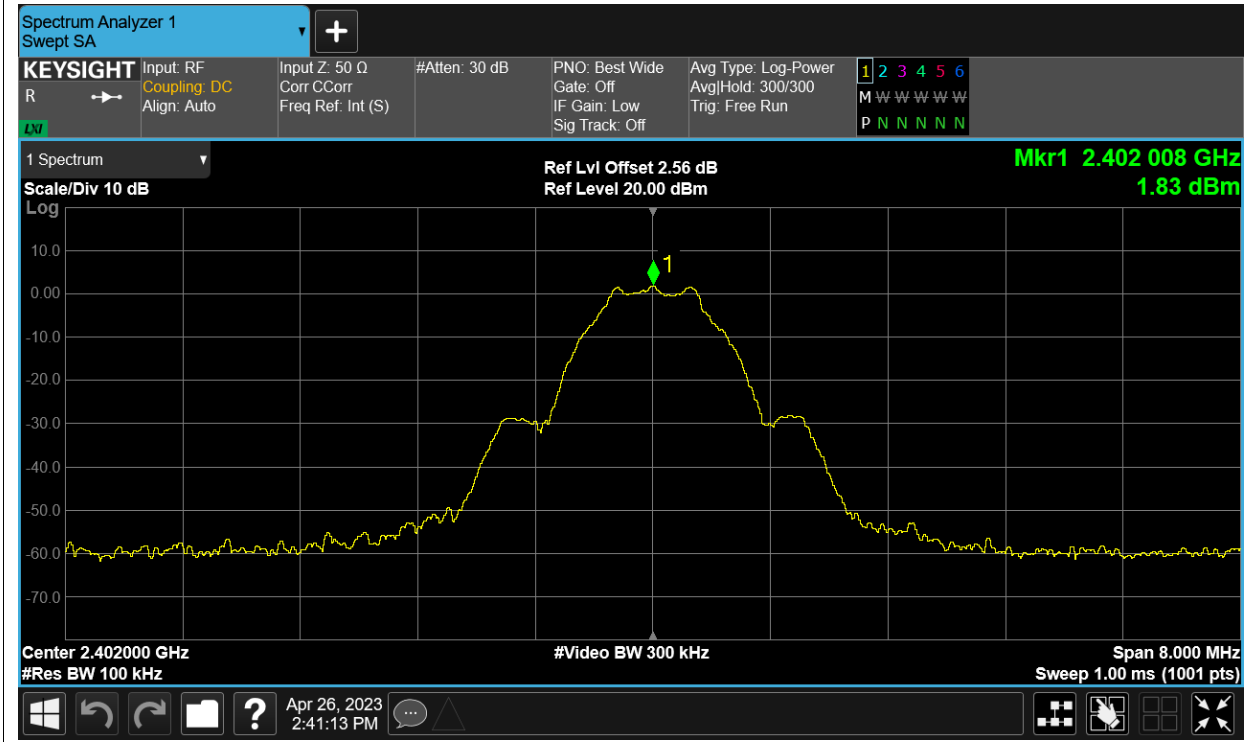 Spectrum Analyzer 1
Swept SA
+
KEYSIGHT
R
LXI
Input: RF
Coupling: DC
Align: Auto
Input Z: 50 Ω
Corr CCorr
Freq Ref: Int (S)
#Atten: 30 dB
PNO: Best Wide
Gate: Off
IF Gain: Low
Sig Track: Off
Avg Type: Log-Power
Avg|Hold: 300/300
Trig: Free Run
1 2 3 4 5 6
M W W W W W
P N N N N N
1 Spectrum
Scale/Div 10 dB
Log
Ref Lvl Offset 2.56 dB
Ref Level 20.00 dBm
Mkr1 2.402 008 GHz
1.83 dBm
1
10.0
0.00
-10.0
-20.0
-30.0
-40.0
-50.0
-60.0
-70.0
Center 2.402000 GHz
#Res BW 100 kHz
#Video BW 300 kHz
Span 8.000 MHz
Sweep 1.00 ms (1001 pts)
?
Apr 26, 2023
2:41:13 PM